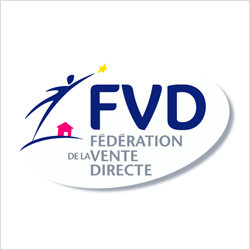 FVD
FÉDÉRATION
DE LA VENTE
DIRECTE